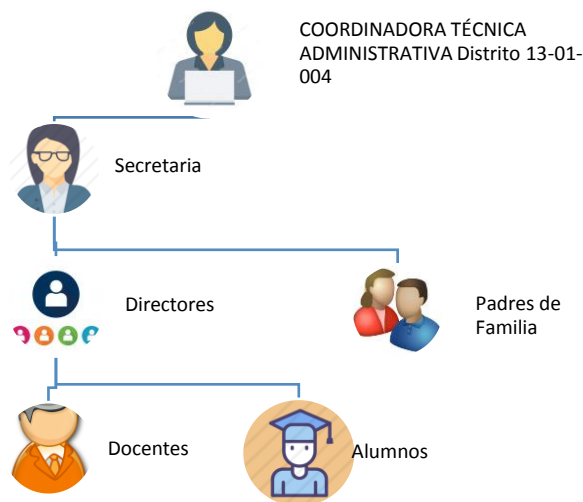 COORDINADORA TÉCNICA
ADMINISTRATIVA Distrito 13-01-
004
Secretaria
Directores
Padres de
Familia
Docentes
Alumnos